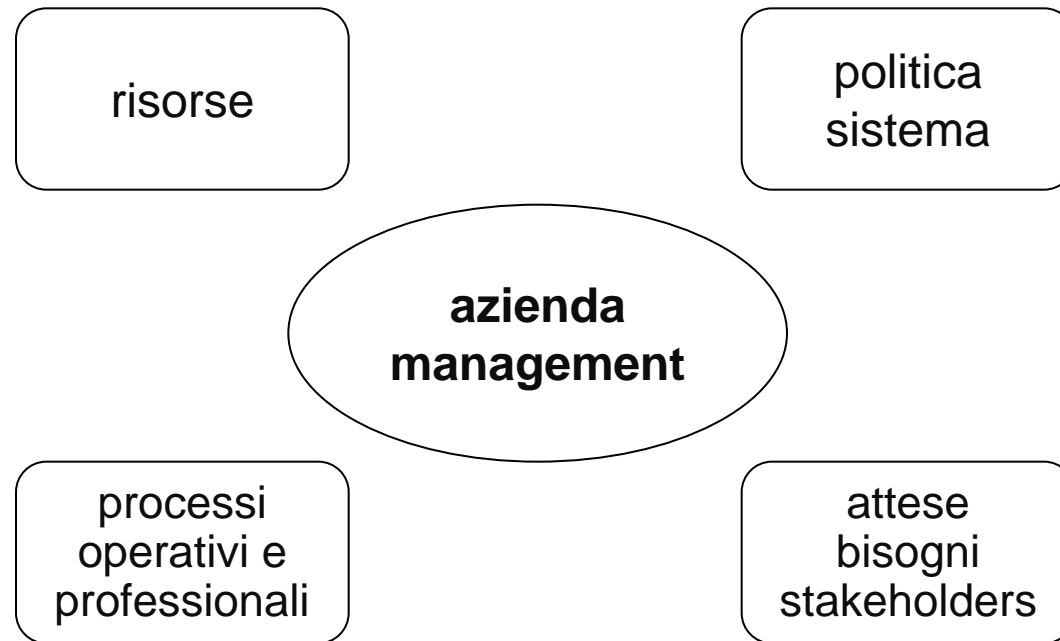 risorse
politica
sistema
azienda
management
processi
operativi e
professionali
attese
bisogni
stakeholders